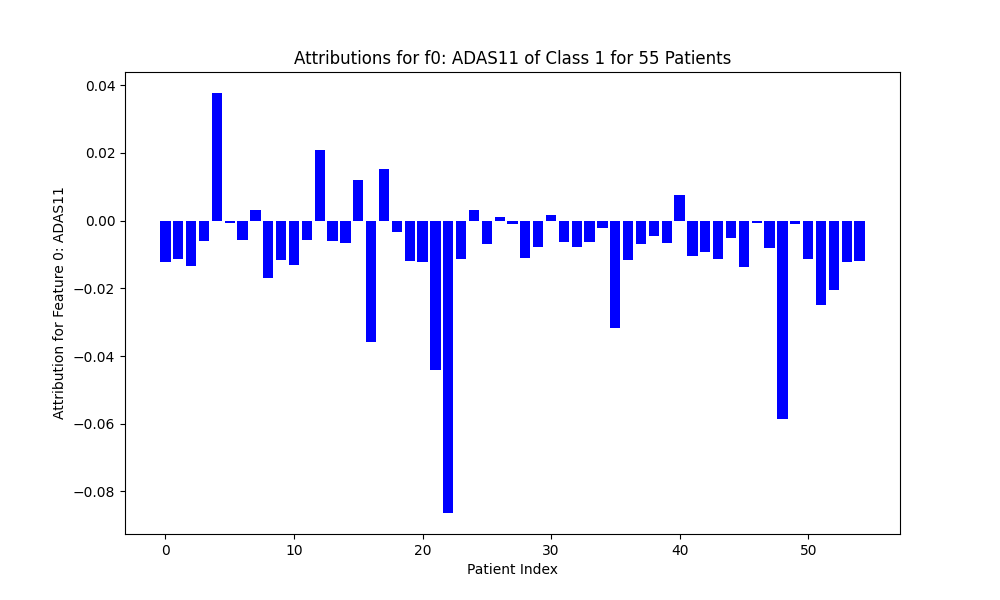 Attributions for f0: ADAS11 of Class 1 for 55 Patients
Attribution for Feature 0: ADAS11
0.04
0.02
0.00
−0.02
−0.04
−0.06
−0.08
0 10 20 30 40 50
Patient Index